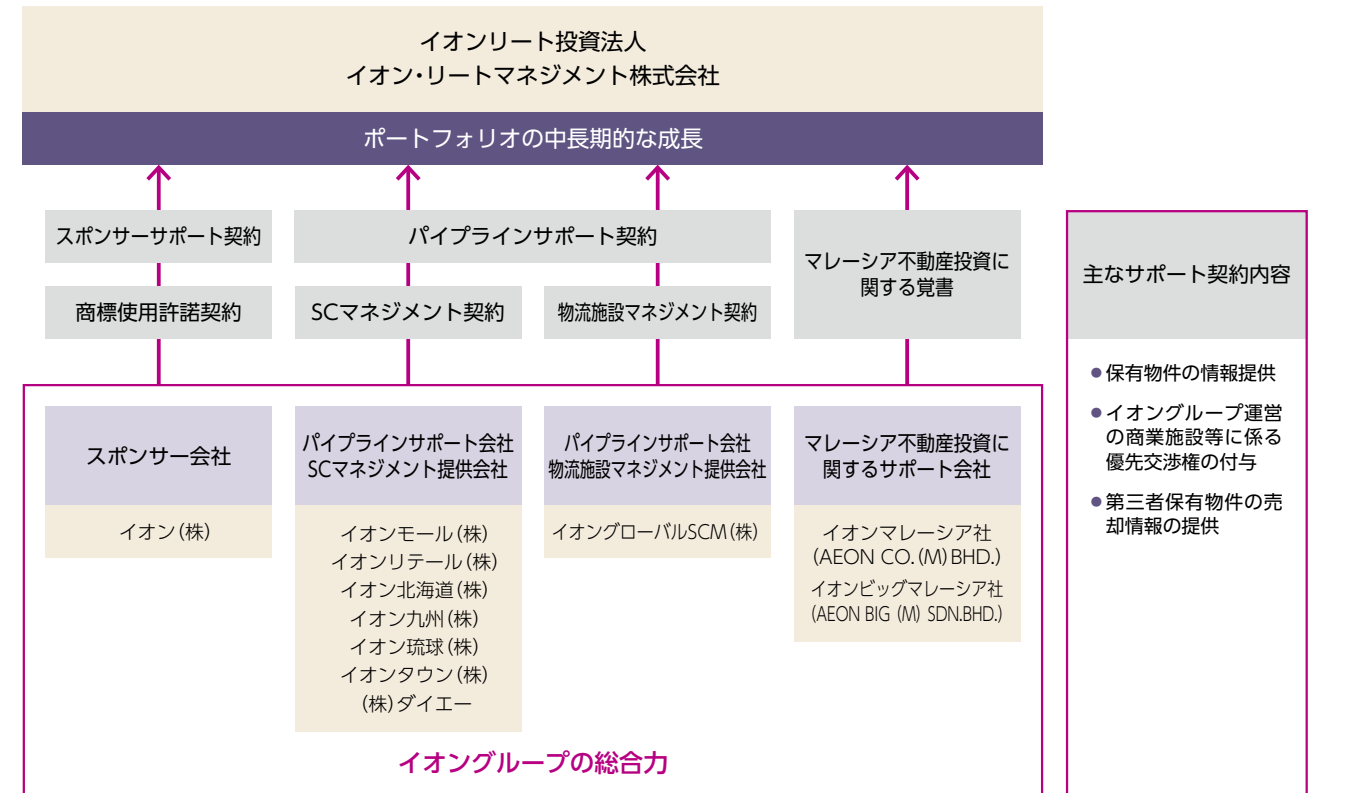 イオンリート投資法人
イオン・リートマネジメント株式会社
ポートフォリオの中長期的な成長
スポンサーサポート契約
パイプラインサポート契約
マレーシア不動産投資に
関する覚書
商標使用許諾契約
SCマネジメント契約
物流施設マネジメント契約
スポンサー会社
イオン(株)
パイプラインサポート会社
SCマネジメント提供会社
イオンモール(株)
イオンリテール(株)
イオン北海道(株)
イオン九州(株)
イオン琉球(株)
イオンタウン(株)
(株)ダイエー
パイプラインサポート会社
物流施設マネジメント提供会社
イオングローバルSCM(株)
マレーシア不動産投資に
関するサポート会社
イオンマレーシア社
(AEON CO.(M)BHD.)
イオンビッグマレーシア社
(AEON BIG (M) SDN.BHD.)
イオングループの総合力
主なサポート契約内容
●保有物件の情報提供
●イオングループ運営
の商業施設等に係る
優先交渉権の付与
●第三者保有物件の売
却情報の提供